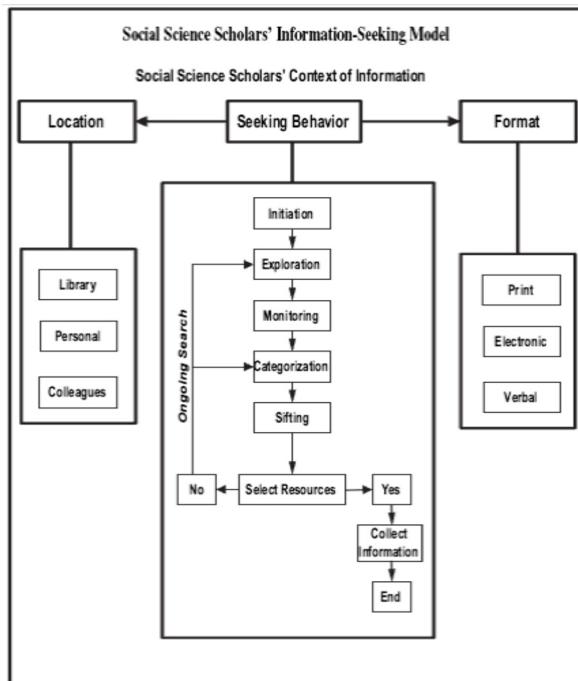 Social Science Scholars' Information-Seeking Model
Social Science Scholars' Context of Information
Location
Seeking Behavior
Format
Library
Personal
Colleagues
Ongoing Search
Initiation
Exploration
Monitoring
Categorization
Sifting
No
Select Resources
Yes
Collect
Information
End
Print
Electronic
Verbal